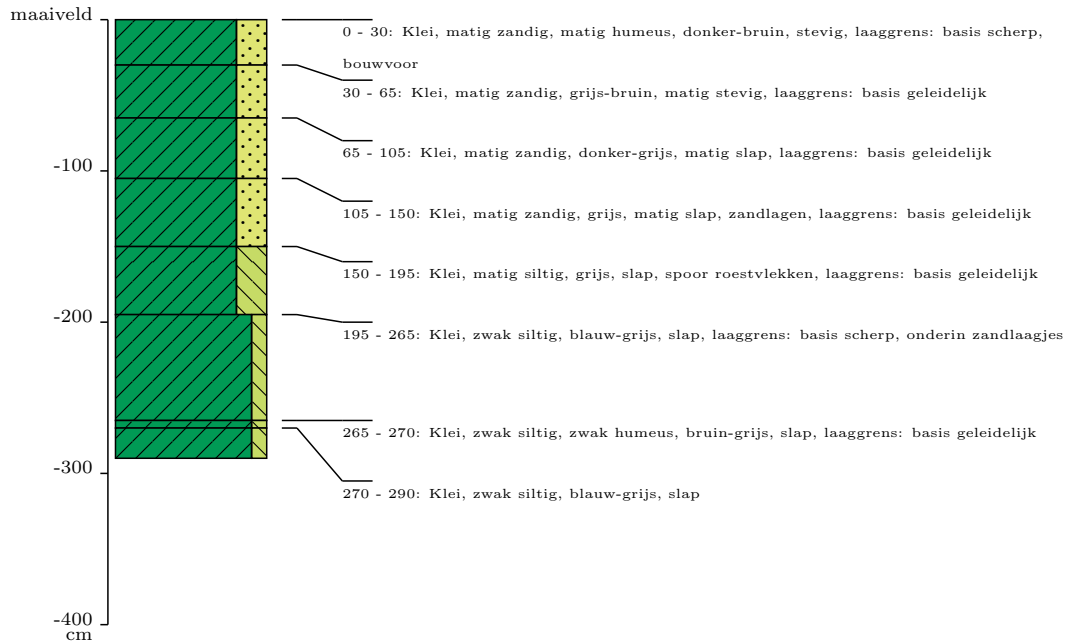 maaiveld
0 - 30: Klei, matig zandig, matig humeus, donker-bruin, stevig, laaggrens: basis scherp,
bouwvoor
30 - 65: Klei, matig zandig, grijs-bruin, matig stevig, laaggrens: basis geleidelijk
65 - 105: Klei, matig zandig, donker-grijs, matig slap, laaggrens: basis geleidelijk
-100
105 - 150: Klei, matig zandig, grijs, matig slap, zandlagen, laaggrens: basis geleidelijk
150 - 195: Klei, matig siltig, grijs, slap, spoor roestvlekken, laaggrens: basis geleidelijk
-200
195 - 265: Klei, zwak siltig, blauw-grijs, slap, laaggrens: basis scherp, onderin zandlaagjes
265 - 270: Klei, zwak siltig, zwak humeus, bruin-grijs, slap, laaggrens: basis geleidelijk
-300
270 - 290: Klei, zwak siltig, blauw-grijs, slap
-400
cm